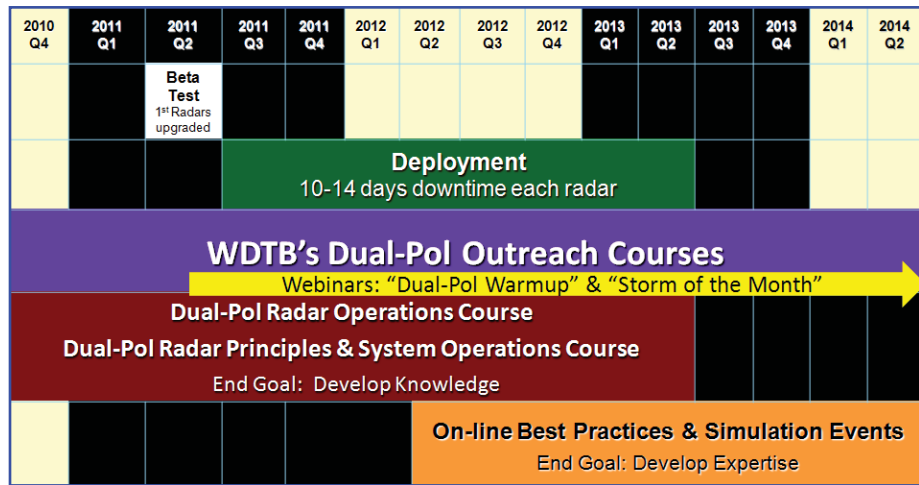 2010 2011 2011 2011 2011 2012 2012 2012 2012 2013 2013 2013 2013 2014 2014
Q4 Q1 Q2 Q3 Q4 Q1 Q2 Q3 Q4 Q1 Q2 Q3 Q4 Q1 Q2
Beta
Test
1st Radars
upgraded
Deployment
10-14 days downtime each radar
WDTB's Dual-Pol Outreach Courses
Webinars: "Dual-Pol Warmup" & "Storm of the Month"
Dual-Pol Radar Operations Course
Dual-Pol Radar Principles & System Operations Course
End Goal: Develop Knowledge
On-line Best Practices & Simulation Events
End Goal: Develop Expertise